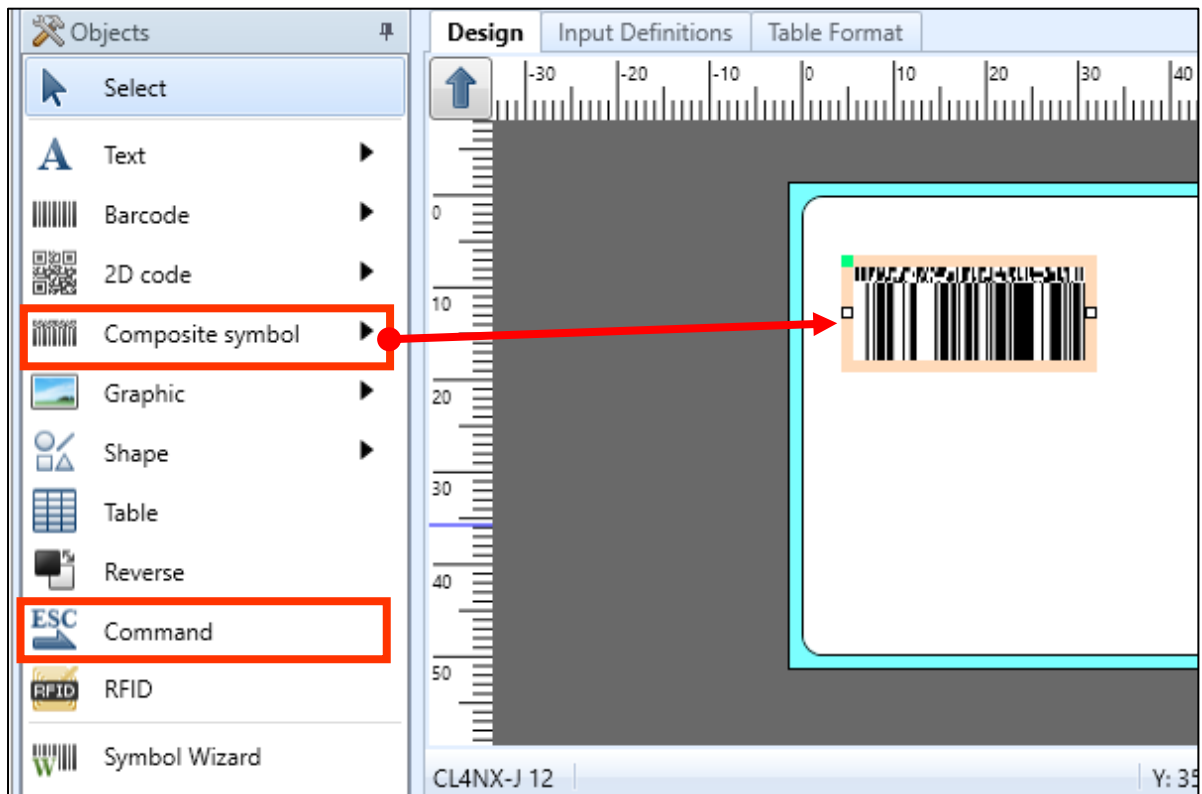 Objects
Select
A Text
Barcode
2D code
Composite symbol
Graphic
Shape
Table
Reverse
ESC Command
RFID RFID
W Symbol Wizard
Design Input Definitions Table Format
-30 -20 -10 0 10 20 30 40
0
10
20
30
40
50
CL4NX-J 12 Y: 35